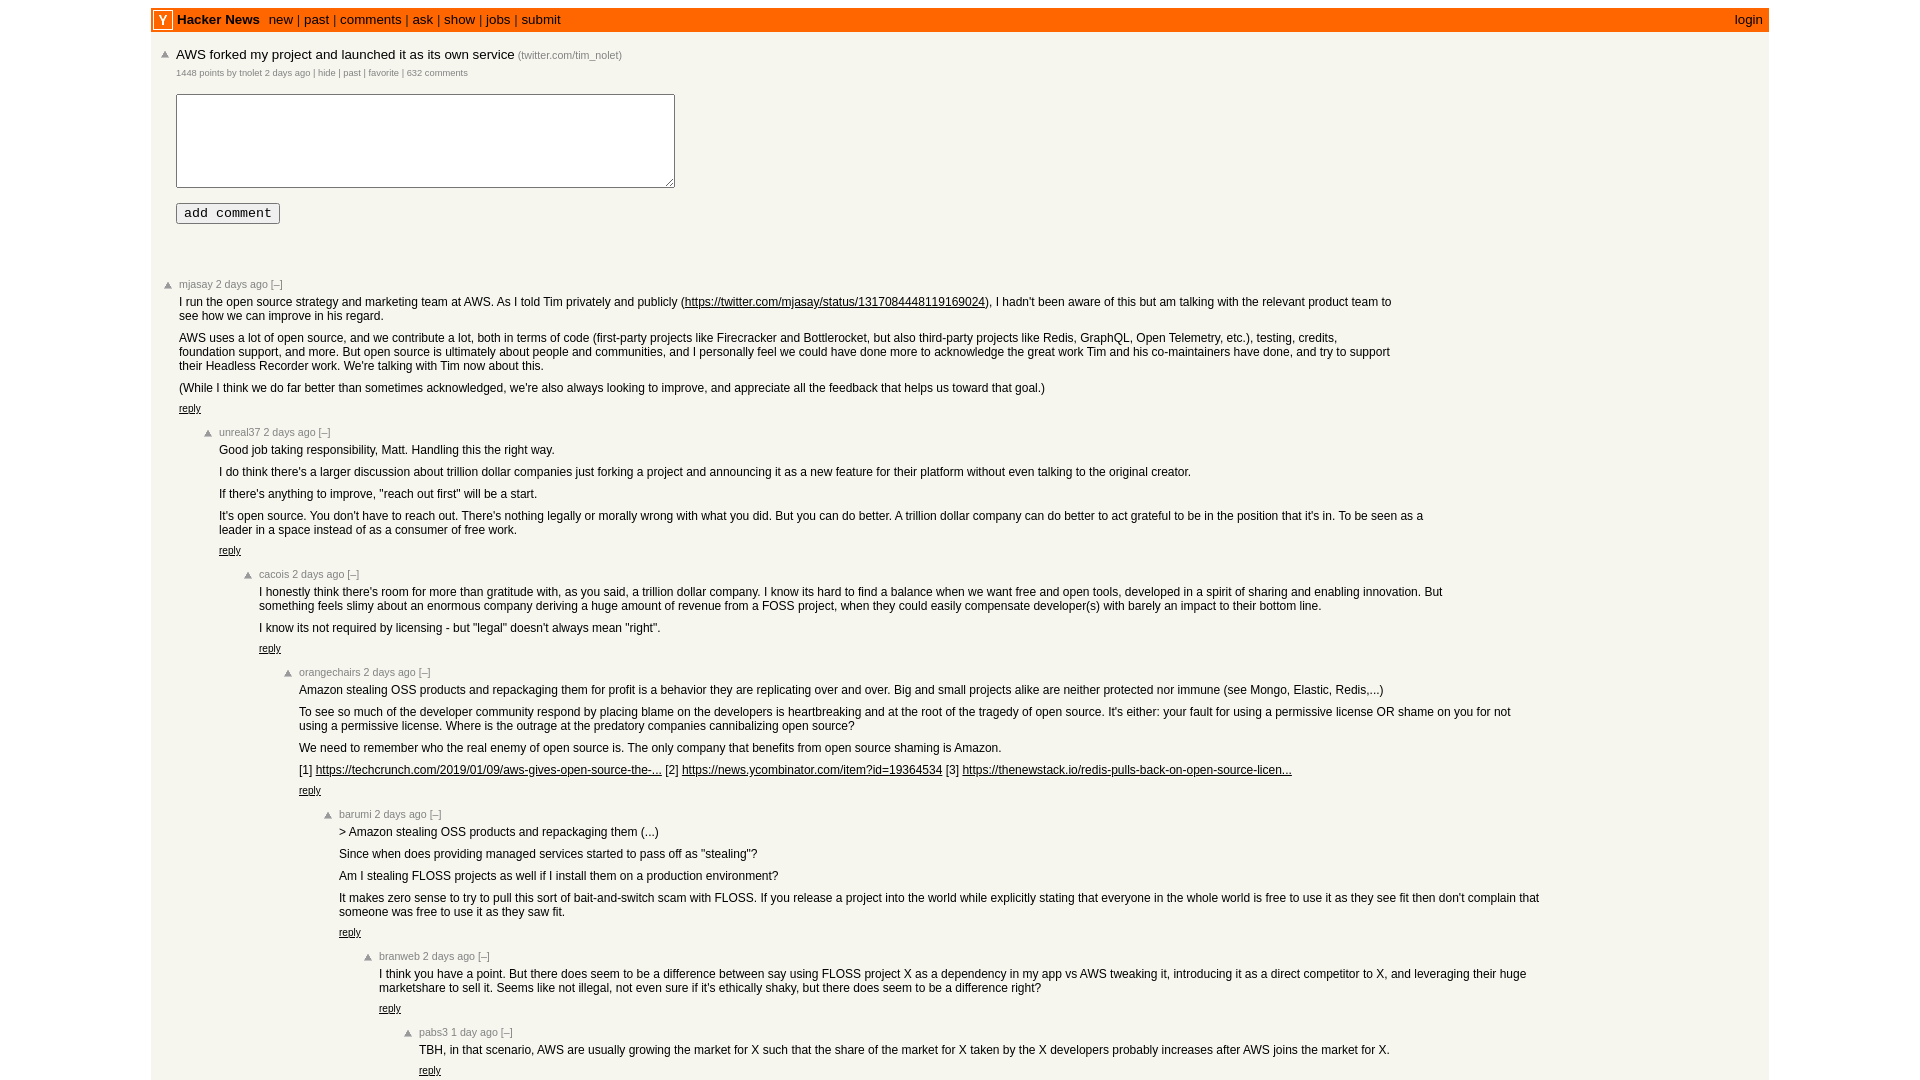 Y Hacker News new | past | comments | ask | show | jobs | submit login
AWS forked my project and launched it as its own service (twitter.com/tim_nolet)
1448 points by tnolet 2 days ago | hide | past | favorite | 632 comments
add comment
mjasay 2 days ago [–]
I run the open source strategy and marketing team at AWS. As I told Tim privately and publicly (https://twitter.com/mjasay/status/1317084448119169024), I hadn't been aware of this but am talking with the relevant product team to
see how we can improve in his regard.
AWS uses a lot of open source, and we contribute a lot, both in terms of code (first-party projects like Firecracker and Bottlerocket, but also third-party projects like Redis, GraphQL, Open Telemetry, etc.), testing, credits,
foundation support, and more. But open source is ultimately about people and communities, and I personally feel we could have done more to acknowledge the great work Tim and his co-maintainers have done, and try to support
their Headless Recorder work. We're talking with Tim now about this.
(While I think we do far better than sometimes acknowledged, we're also always looking to improve, and appreciate all the feedback that helps us toward that goal.)
reply
unreal37 2 days ago [–]
Good job taking responsibility, Matt. Handling this the right way.
I do think there's a larger discussion about trillion dollar companies just forking a project and announcing it as a new feature for their platform without even talking to the original creator.
If there's anything to improve, "reach out first" will be a start.
It's open source. You don't have to reach out. There's nothing legally or morally wrong with what you did. But you can do better. A trillion dollar company can do better to act grateful to be in the position that it's in. To be seen as a
leader in a space instead of as a consumer of free work.
reply
cacois 2 days ago [–]
I honestly think there's room for more than gratitude with, as you said, a trillion dollar company. I know its hard to find a balance when we want free and open tools, developed in a spirit of sharing and enabling innovation. But
something feels slimy about an enormous company deriving a huge amount of revenue from a FOSS project, when they could easily compensate developer(s) with barely an impact to their bottom line.
I know its not required by licensing - but "legal" doesn't always mean "right".
reply
orangechairs 2 days ago [–]
Amazon stealing OSS products and repackaging them for profit is a behavior they are replicating over and over. Big and small projects alike are neither protected nor immune (see Mongo, Elastic, Redis,...)
To see so much of the developer community respond by placing blame on the developers is heartbreaking and at the root of the tragedy of open source. It's either: your fault for using a permissive license OR shame on you for not
using a permissive license. Where is the outrage at the predatory companies cannibalizing open source?
We need to remember who the real enemy of open source is. The only company that benefits from open source shaming is Amazon.
[1] https://techcrunch.com/2019/01/09/aws-gives-open-source-the-... [2] https://news.ycombinator.com/item?id=19364534 [3] https://thenewstack.io/redis-pulls-back-on-open-source-licen...
reply
barumi 2 days ago [–]
> Amazon stealing OSS products and repackaging them (...)
Since when does providing managed services started to pass off as "stealing"?
Am I stealing FLOSS projects as well if I install them on a production environment?
It makes zero sense to try to pull this sort of bait-and-switch scam with FLOSS. If you release a project into the world while explicitly stating that everyone in the whole world is free to use it as they see fit then don't complain that
someone was free to use it as they saw fit.
reply
branweb 2 days ago [–]
I think you have a point. But there does seem to be a difference between say using FLOSS project X as a dependency in my app vs AWS tweaking it, introducing it as a direct competitor to X, and leveraging their huge
marketshare to sell it. Seems like not illegal, not even sure if it's ethically shaky, but there does seem to be a difference right?
reply
pabs3 1 day ago [–]
TBH, in that scenario, AWS are usually growing the market for X such that the share of the market for X taken by the X developers probably increases after AWS joins the market for X.
reply